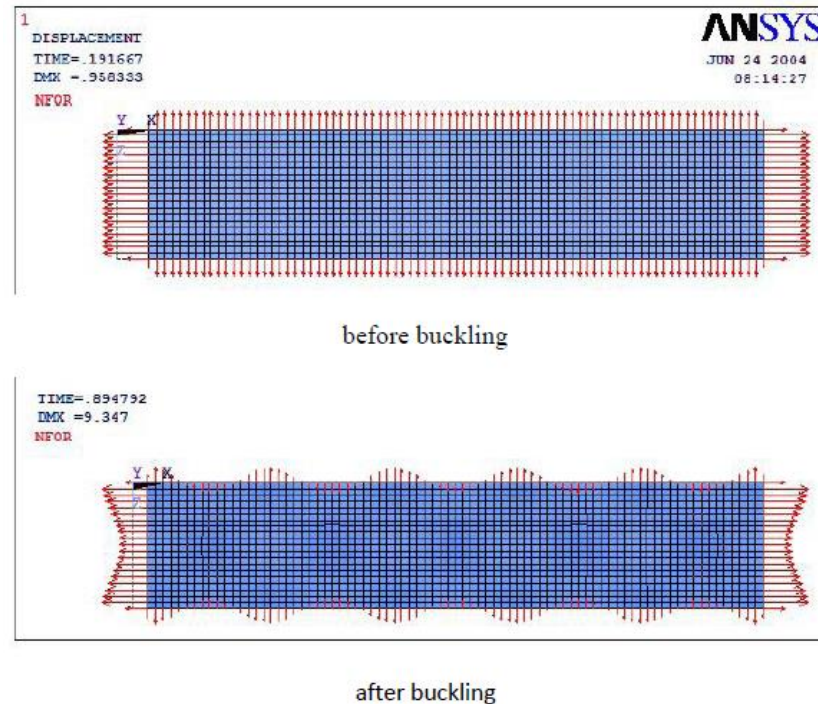 1
ANSYS
DISPLACEMENT
TIME=.191667
DMX =.958333
NFOR
JUN 24 2004
08:14:27
Y X
Z
before buckling
TIME=.894792
DMX =9.347
NFOR
Y X
Z
after buckling